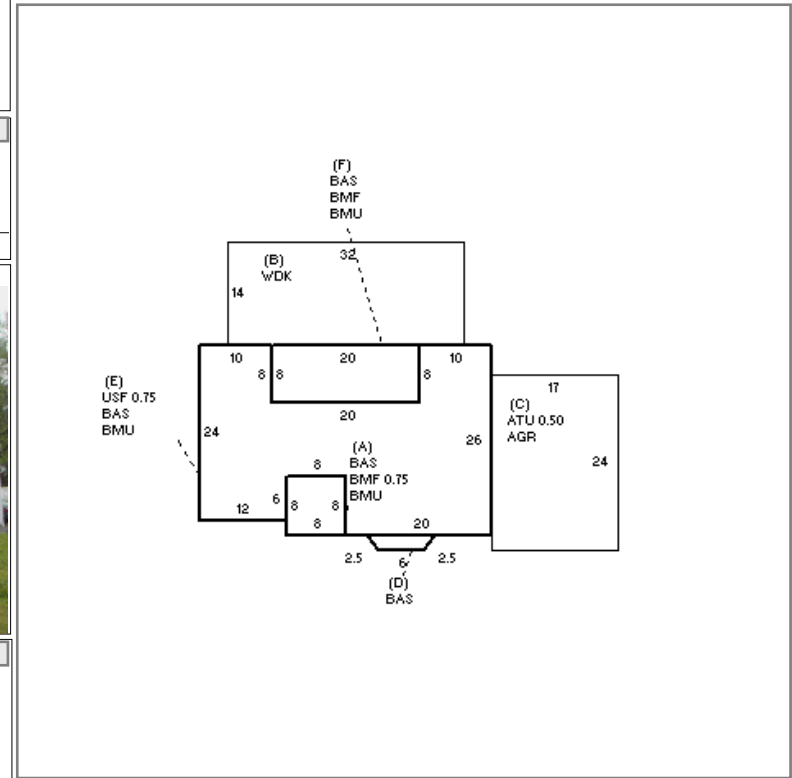 (F)
BAS
BMF
BMU
32
(B)
WDK
14
10
20
10
8
8
8
17
(E)
USF 0.75
BAS
BMU
(C)
ATU 0.50
AGR
20
24
26
24
(A)
BAS
BMF 0.75
BMU
8
6
8
8
12
8
20
2.5
6
2.5
(D)
BAS